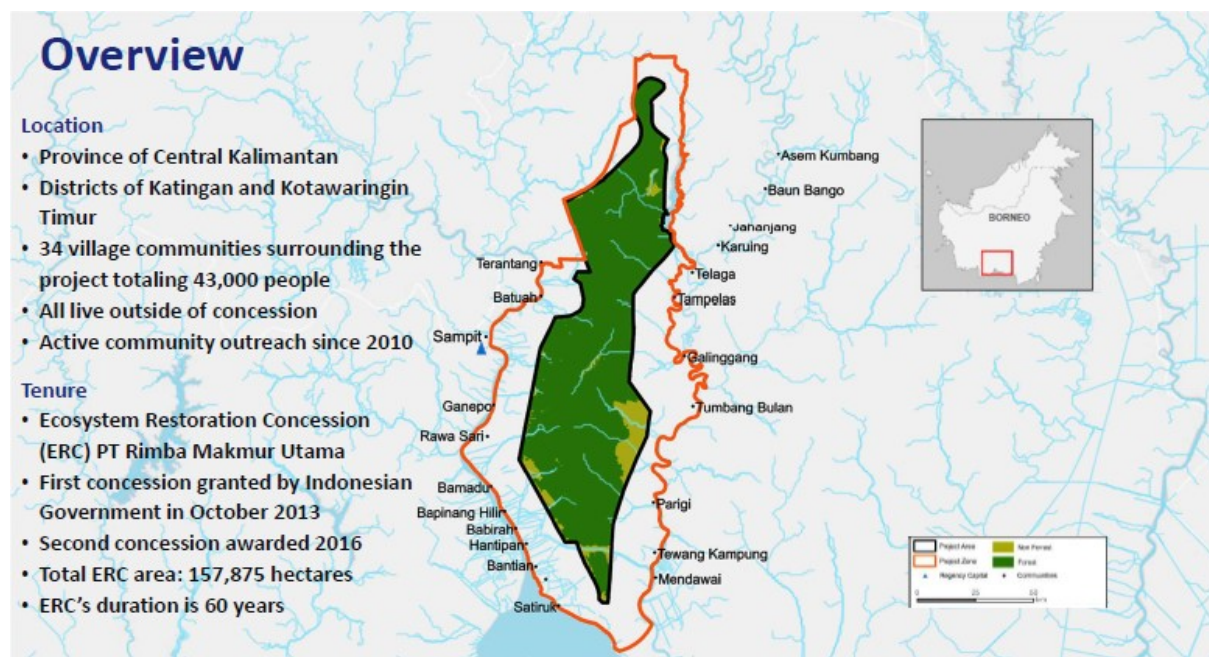 Overview
Location
• Province of Central Kalimantan
• Districts of Katingan and Kotawaringin
Timur
• 34 village communities surrounding the
project totaling 43,000 people
• All live outside of concession
• Active community outreach since 2010
Tenure
• Ecosystem Restoration Concession
(ERC) PT Rimba Makmur Utama
• First concession granted by Indonesian
Government in October 2013
• Second concession awarded 2016
• Total ERC area: 157,875 hectares
• ERC's duration is 60 years
Asem Kumbang
Baun Bango
Jahanjang
Karuing
Terantang
Telaga
Batuah
Tampelas
Sampit
Galinggang
Ganepo
Tumbang Bulan
Rawa Sari
Bamadu
Parigi
Bapinang Hilir
Babirah
Hantipan
Tewang Kampung
Bantian
Mendawai
Satiruk
BORNEO
Project Area
Non Forest
Project Zone
Forest
Regency Capital
Communities
0